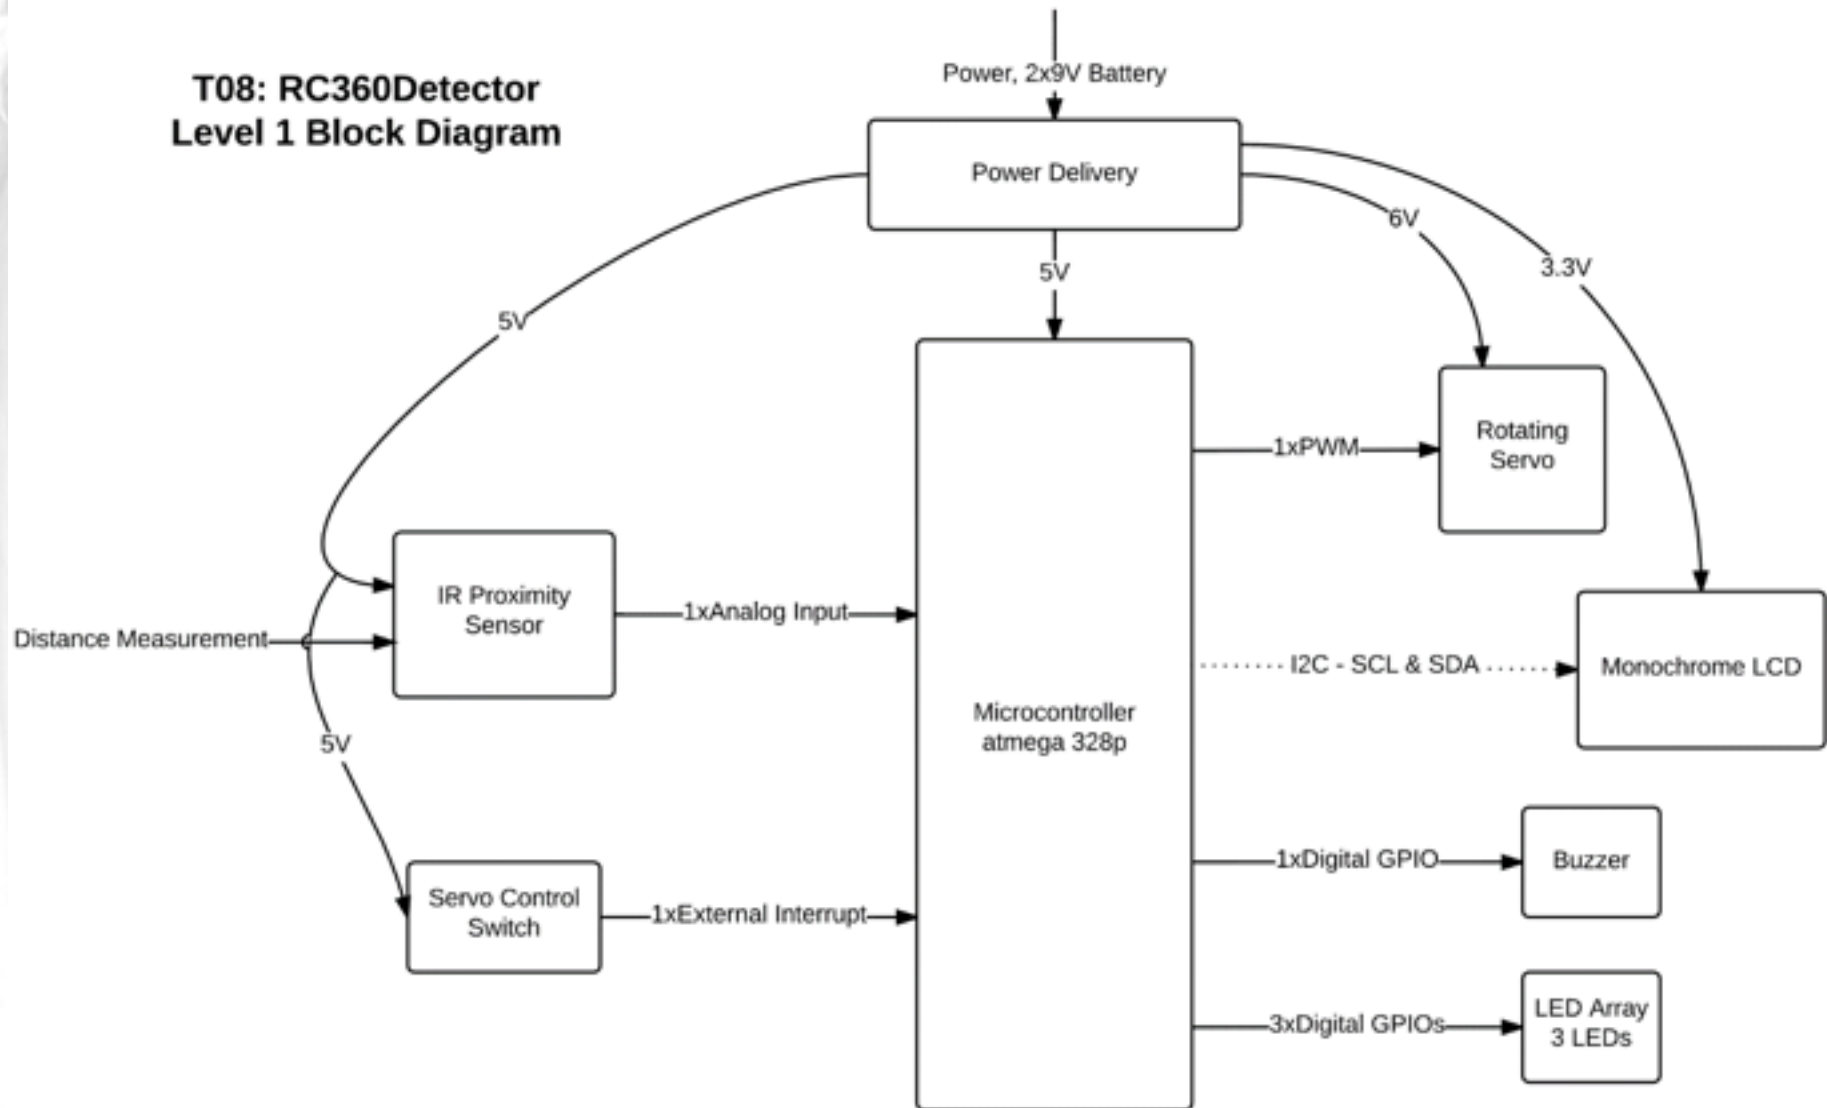 T08: RC360Detector
Level 1 Block Diagram
Power, 2x9V Battery
Power Delivery
5V
6V
3.3V
5V
Rotating
Servo
1xPWM
IR Proximity
Sensor
1xAnalog Input
Distance Measurement
I2C - SCL & SDA
Monochrome LCD
Microcontroller
atmega 328p
5V
1xDigital GPIO
Buzzer
Servo Control
Switch
1xExternal Interrupt
3xDigital GPIOs
LED Array
3 LEDs